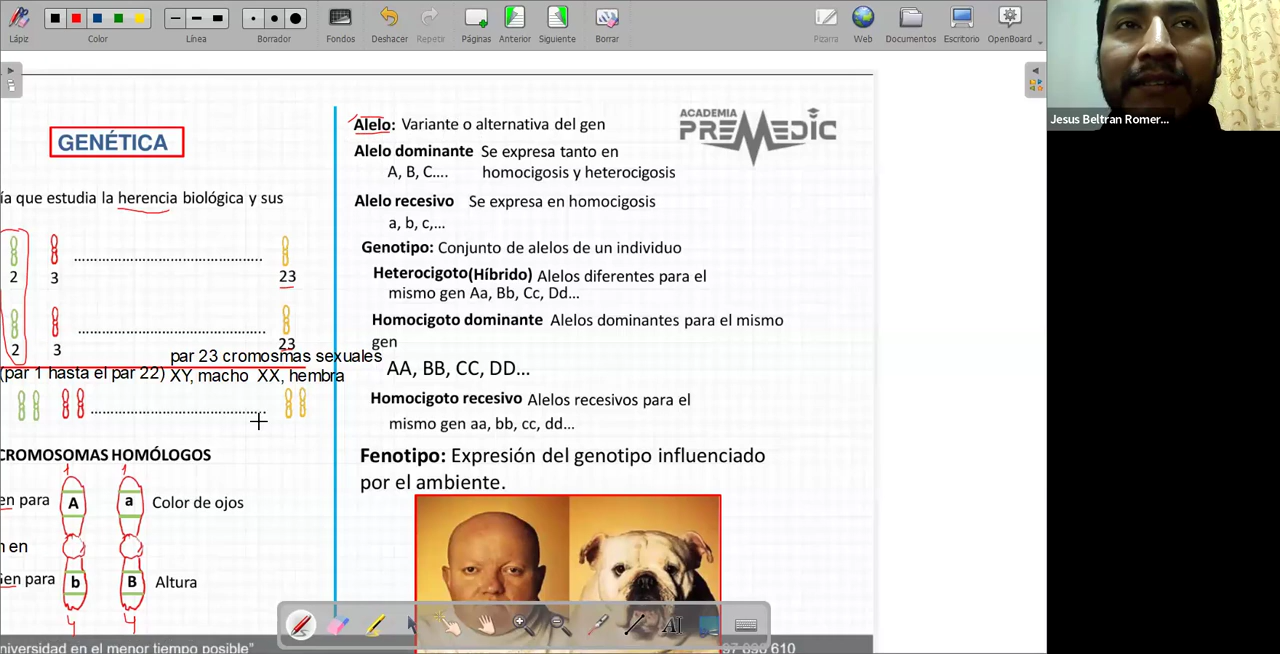 Lápiz
Color
Línea
Borrador
Fondos
Deshacer
Repetir
Páginas
Anterior
Siguiente
Borrar
Pizarra
Web
Documentos
Escritorio
OpenBoard
Jesus Beltran Romer...
GENÉTICA
ía que estudia la herencia biológica y sus
2 3 23
2 3 23
par 23 cromosmas sexuales
(par 1 hasta el par 22) XY, macho XX, hembra
CROMOSOMAS HOMÓLOGOS
en para A a Color de ojos
en
Gen para b B Altura
ACADEMIA
PREMEDIC
Alelo: Variante o alternativa del gen
Alelo dominante Se expresa tanto en
A, B, C.... homocigosis y heterocigosis
Alelo recesivo Se expresa en homocigosis
a, b, c,...
Genotipo: Conjunto de alelos de un individuo
Heterocigoto(Híbrido) Alelos diferentes para el
mismo gen Aa, Bb, Cc, Dd...
Homocigoto dominante Alelos dominantes para el mismo
gen
AA, BB, CC, DD...
Homocigoto recesivo Alelos recesivos para el
mismo gen aa, bb, cc, dd...
Fenotipo: Expresión del genotipo influenciado
por el ambiente.
AI
niversidad en el menor tiempo posible"
610